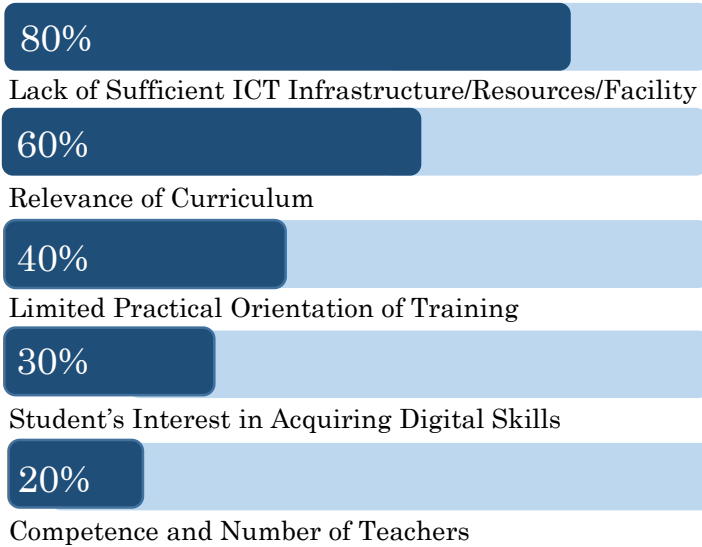 80%
Lack of Sufficient ICT Infrastructure/Resources/Facility
60%
Relevance of Curriculum
40%
Limited Practical Orientation of Training
30%
Student’s Interest in Acquiring Digital Skills
20%
Competence and Number of Teachers